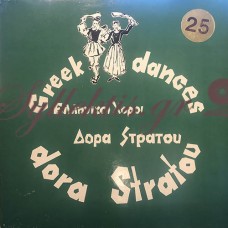 25
Greek dances
Ελληνικοί Χοροί
Δορα Στρατου
dora Stratou